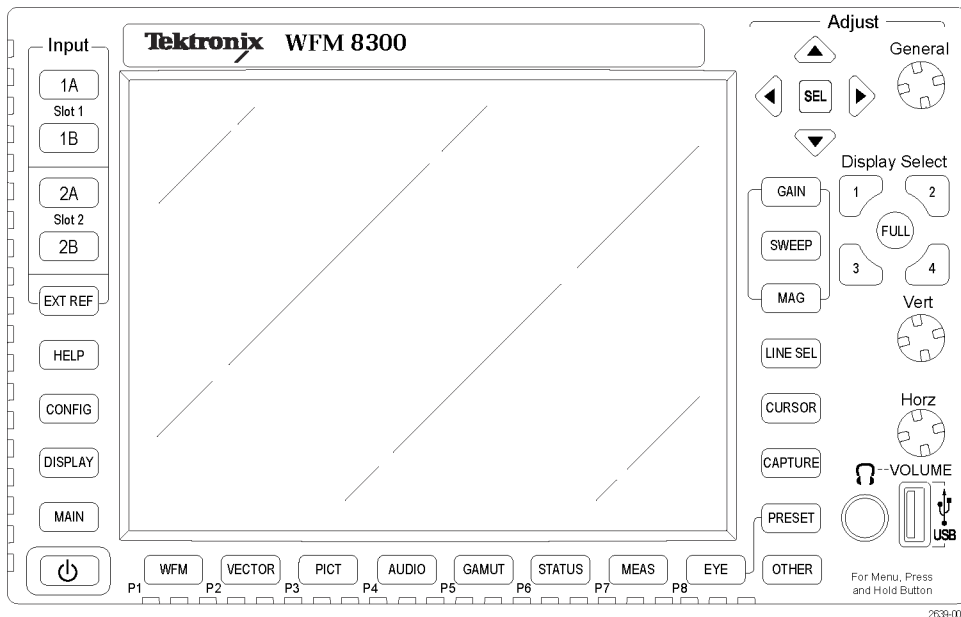 Tektronix WFM 8300
Input
1A
Slot 1
1B
2A
Slot 2
2B
EXT REF
HELP
CONFIG
DISPLAY
MAIN
Adjust
General
SEL
Display Select
GAIN
1
2
SWEEP
FULL
3
4
MAG
Vert
LINE SEL
CURSOR
Horz
CAPTURE
VOLUME
PRESET
USB
WFM
VECTOR
PICT
AUDIO
GAMUT
STATUS
MEAS
EYE
OTHER
P1 P2 P3 P4 P5 P6 P7 P8
For Menu, Press
and Hold Button